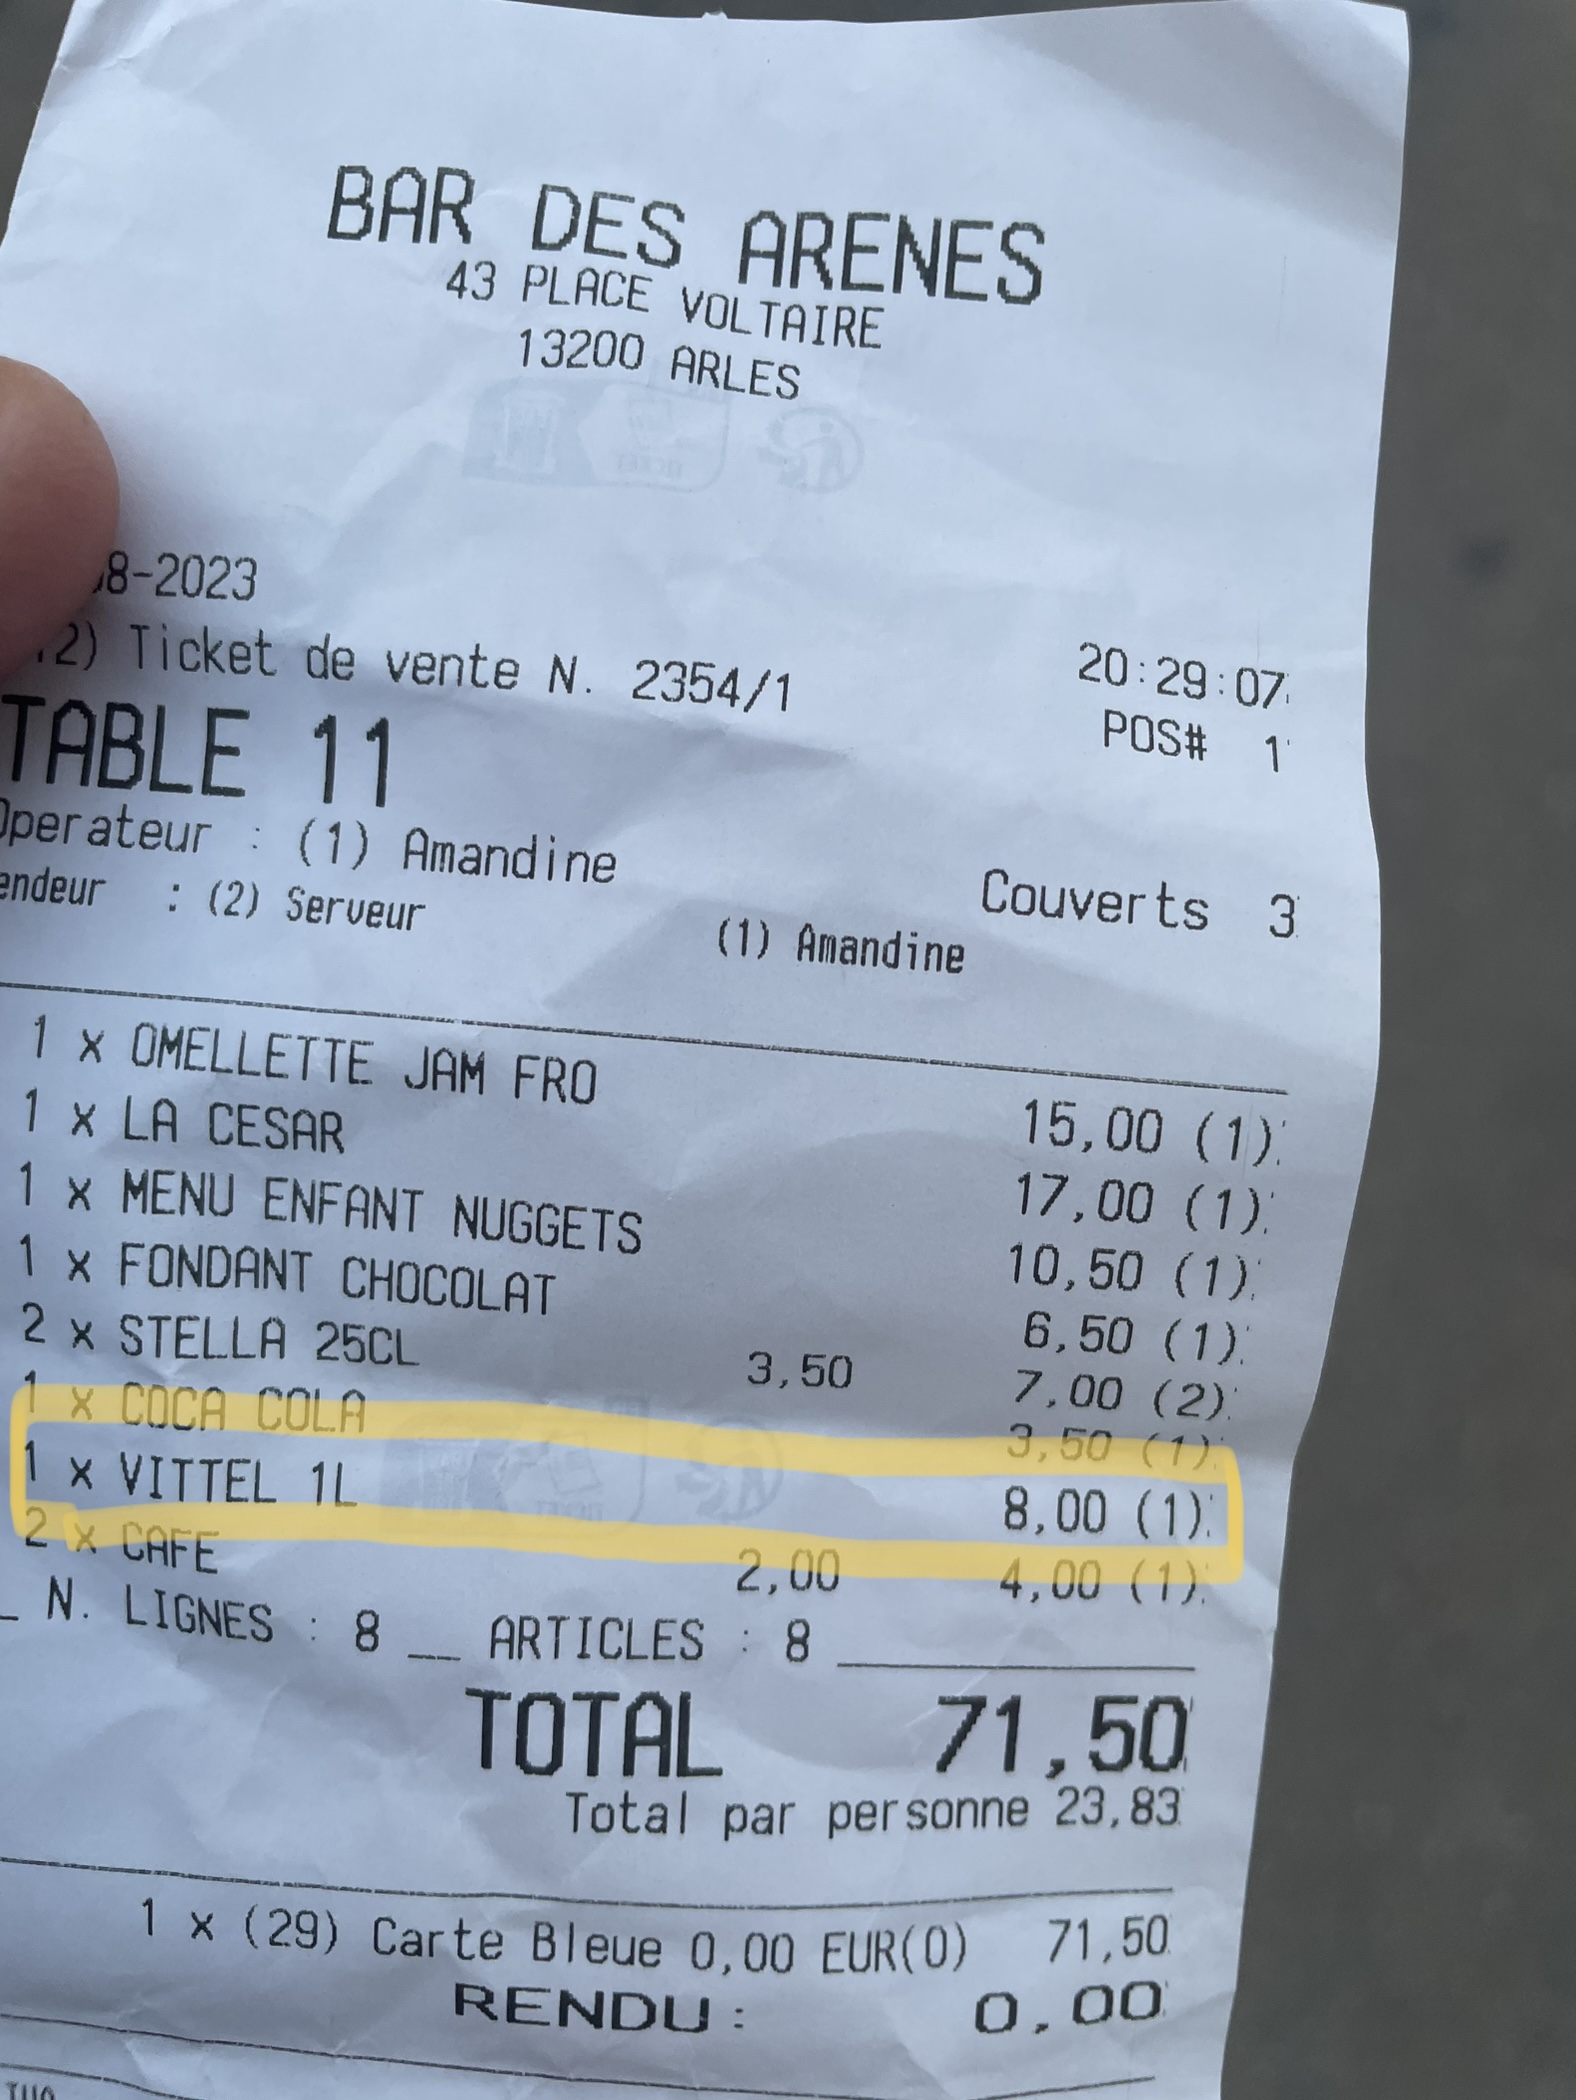 BAR DES ARENES
43 PLACE VOLTAIRE
13200 ARLES
8-2023 20:29:07
2) Ticket de vente N. 2354/1 POS# 1
TABLE 11
Operateur : (1) Amandine Couverts 3
endeur : (2) Serveur (1) Amandine
1 x OMELLETTE JAM FRO 15,00 (1)
1 x LA CESAR 17,00 (1)
1 x MENU ENFANT NUGGETS 10,50 (1)
1 x FONDANT CHOCOLAT 6,50 (1)
2 x STELLA 25CL 3,50 7,00 (2)
1 x COCA COLA 3,50 (1)
1 x VITTEL 1L 8,00 (1)
2 x CAFE 2,00 4,00 (1)
_ N. LIGNES : 8 __ ARTICLES : 8
TOTAL 71,50
Total par personne 23,83
1 x (29) Carte Bleue 0,00 EUR(0) 71,50
RENDU : 0,00